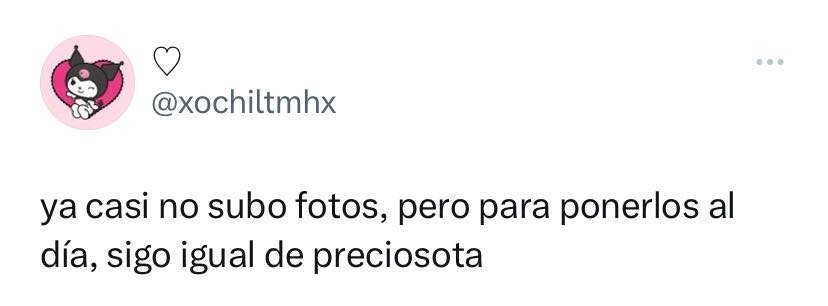 ♡
@xochiltmhx
ya casi no subo fotos, pero para ponerlos al
día, sigo igual de preciosota